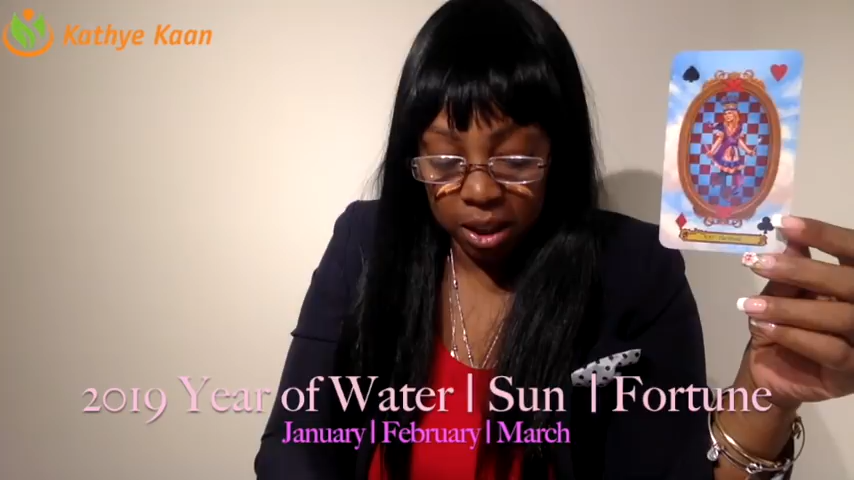 Kathye Kaan
2019 Year of Water | Sun | Fortune
January | February | March